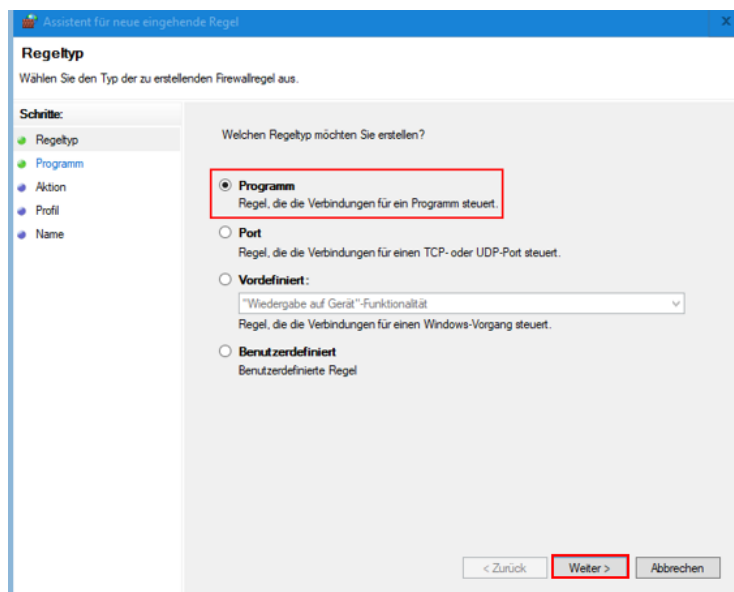 Assistent für neue eingehende Regel
Regeltyp
Wählen Sie den Typ der zu erstellenden Firewallregel aus.
Schritte:
Regeltyp
Programm
Aktion
Profil
Name
Welchen Regeltyp möchten Sie erstellen?
Programm
Regel, die die Verbindungen für ein Programm steuert.
Port
Regel, die die Verbindungen für einen TCP- oder UDP-Port steuert.
Vordefiniert:
"Wiedergabe auf Gerät"-Funktionalität
Regel, die die Verbindungen für einen Windows-Vorgang steuert.
Benutzerdefiniert
Benutzerdefinierte Regel
< Zurück Weiter > Abbrechen